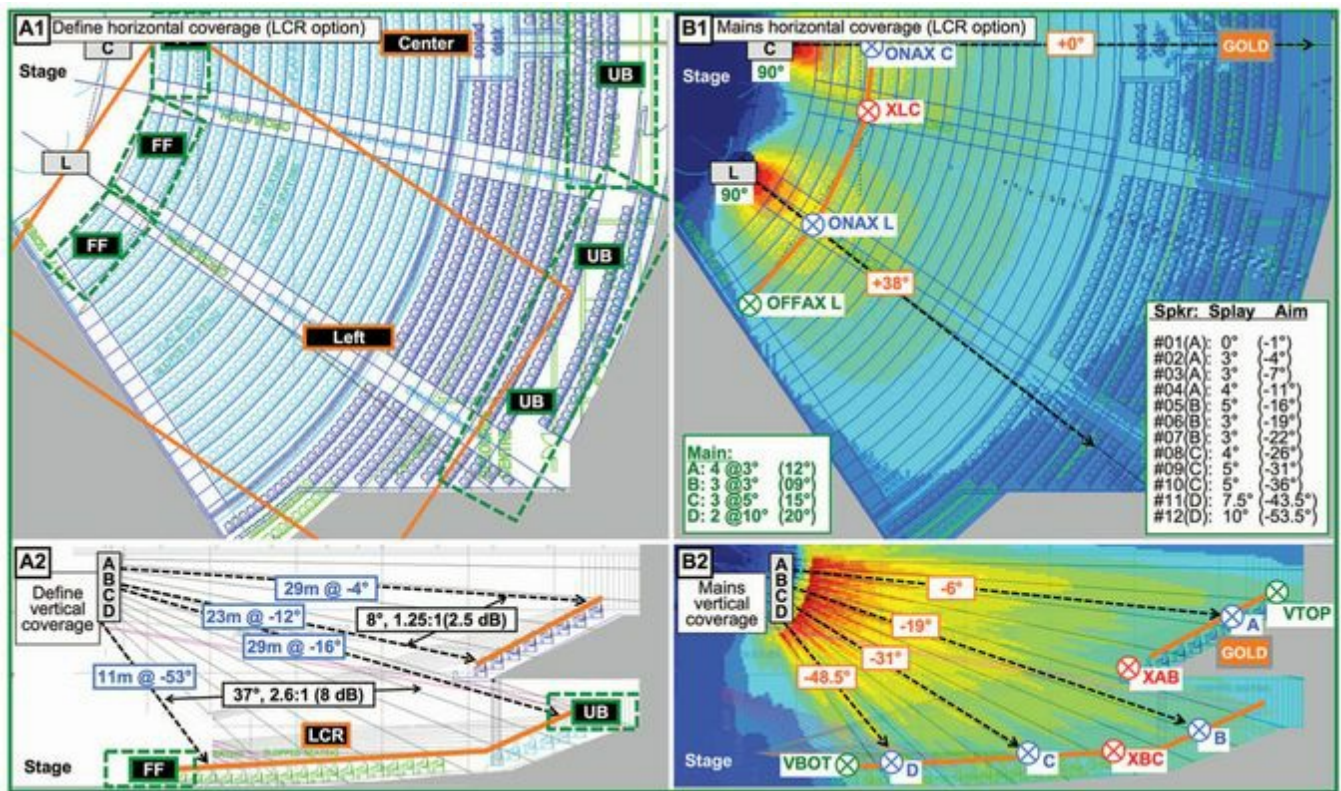 A1 Define horizontal coverage (LCR option)
C
Center
Stage
UB
FF
L
FF
UB
Left
UB
B1 Mains horizontal coverage (LCR option)
C
90°
ONAX C
+0°
GOLD
Stage
XLC
L
90°
ONAX L
+38°
OFFAX L
Main:
A: 4 @3° (12°)
B: 3 @3° (09°)
C: 3 @5° (15°)
D: 2 @10° (20°)
Spkr: Splay Aim
#01(A): 0° (-1°)
#02(A): 3° (-4°)
#03(A): 3° (-7°)
#04(A): 4° (-11°)
#05(B): 5° (-16°)
#06(B): 3° (-19°)
#07(B): 3° (-22°)
#08(C): 4° (-26°)
#09(C): 5° (-31°)
#10(C): 5° (-36°)
#11(D): 7.5° (-43.5°)
#12(D): 10° (-53.5°)
A2
Define
vertical
coverage
A
B
C
D
29m @ -4°
23m @ -12°
8°, 1.25:1(2.5 dB)
29m @ -16°
11m @ -53°
37°, 2.6:1 (8 dB)
UB
LCR
Stage
FF
B2
Mains
vertical
coverage
A
B
C
D
-6°
-19°
-31°
-48.5°
VTOP
A
GOLD
XAB
B
Stage
VBOT
D
C
XBC